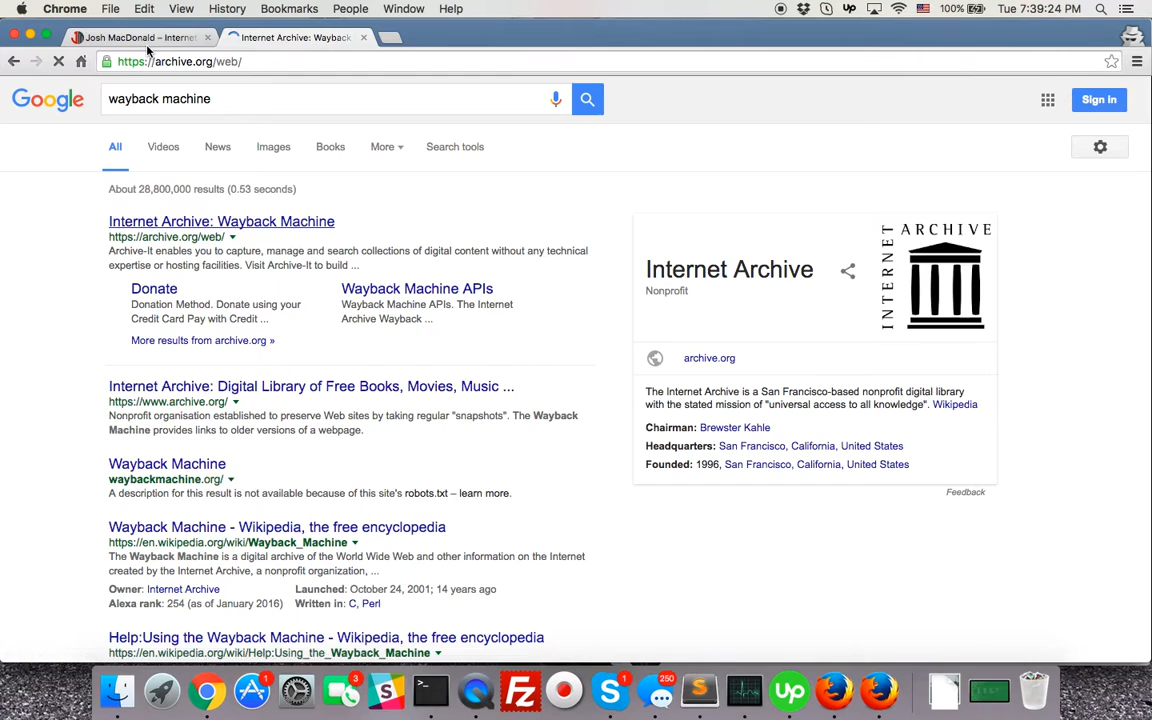 Chrome File Edit View History Bookmarks People Window Help 100% Tue 7:39:24 PM
Josh MacDonald – Internet Internet Archive: Wayback
https://archive.org/web/
Google wayback machine Sign in
All Videos News Images Books More Search tools
About 28,800,000 results (0.53 seconds)
Internet Archive: Wayback Machine
https://archive.org/web/
Archive-It enables you to capture, manage and search collections of digital content without any technical
expertise or hosting facilities. Visit Archive-It to build ...
Donate Wayback Machine APIs
Donation Method. Donate using your Wayback Machine APIs. The Internet
Credit Card Pay with Credit ... Archive Wayback ...
More results from archive.org »
Internet Archive: Digital Library of Free Books, Movies, Music ...
https://www.archive.org/
Nonprofit organisation established to preserve Web sites by taking regular "snapshots". The Wayback
Machine provides links to older versions of a webpage.
Wayback Machine
waybackmachine.org/
A description for this result is not available because of this site's robots.txt – learn more.
Wayback Machine - Wikipedia, the free encyclopedia
https://en.wikipedia.org/wiki/Wayback_Machine
The Wayback Machine is a digital archive of the World Wide Web and other information on the Internet
created by the Internet Archive, a nonprofit organization, ...
Owner: Internet Archive Launched: October 24, 2001; 14 years ago
Alexa rank: 254 (as of January 2016) Written in: C, Perl
Help:Using the Wayback Machine - Wikipedia, the free encyclopedia
https://en.wikipedia.org/wiki/Help:Using_the_Wayback_Machine
Internet Archive
Nonprofit
INTERNET ARCHIVE
archive.org
The Internet Archive is a San Francisco-based nonprofit digital library
with the stated mission of "universal access to all knowledge". Wikipedia
Chairman: Brewster Kahle
Headquarters: San Francisco, California, United States
Founded: 1996, San Francisco, California, United States
Feedback
1 3 Fz S 1 250 S up